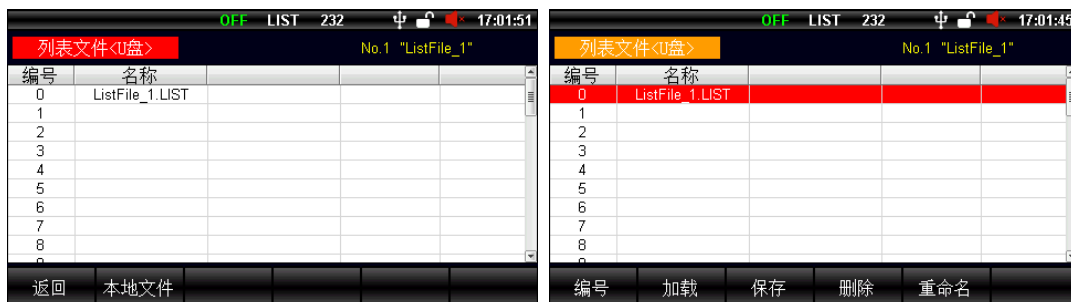 OFF LIST 232 17:01:51
列表文件<U盘> No.1 "ListFile_1"
编号 名称
0 ListFile_1.LIST
1
2
3
4
5
6
7
8
返回 本地文件
OFF LIST 232 17:01:45
列表文件<U盘> No.1 "ListFile_1"
编号 名称
0 ListFile_1.LIST
1
2
3
4
5
6
7
8
编号 加载 保存 删除 重命名